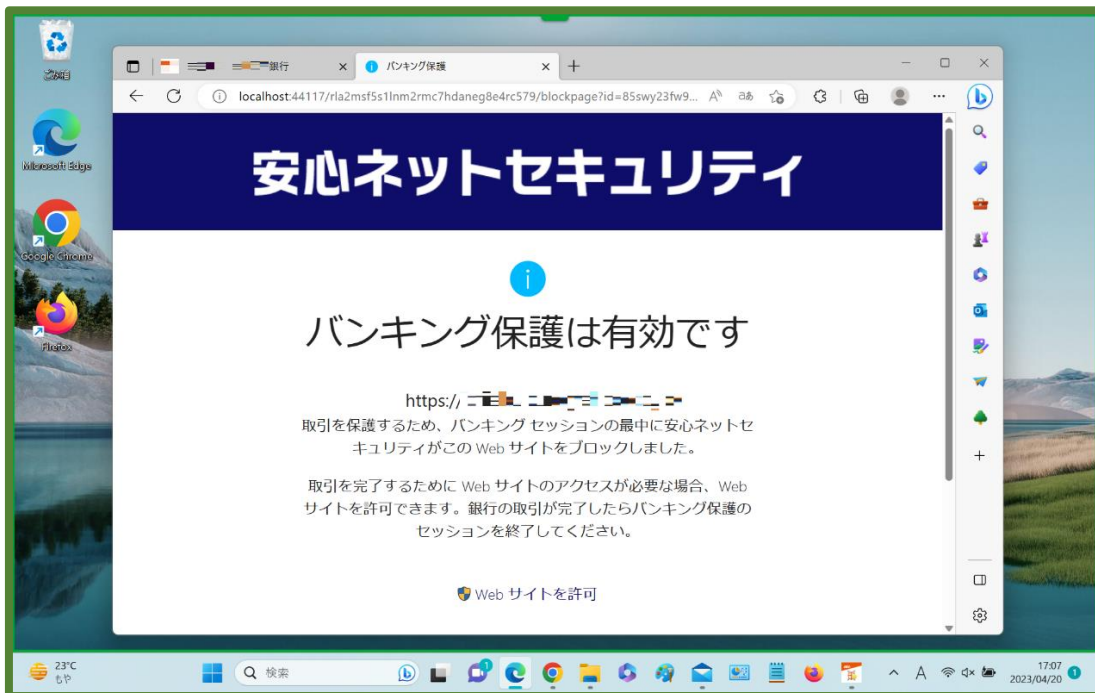 ごみ箱
Microsoft Edge
Google Chrome
Firefox
銀行
バンキング保護
localhost:44117/rla2msf5s1lnm2rmc7hdaneg8e4rc579/blockpage?id=85swy23fw9...
安心ネットセキュリティ
バンキング保護は有効です
https://
取引を保護するため、バンキング セッションの最中に安心ネットセ
キュリティがこの Web サイトをブロックしました。
取引を完了するために Web サイトのアクセスが必要な場合、Web
サイトを許可できます。銀行の取引が完了したらバンキング保護の
セッションを終了してください。
Web サイトを許可
23°C
もや
検索
A
17:07
2023/04/20
1